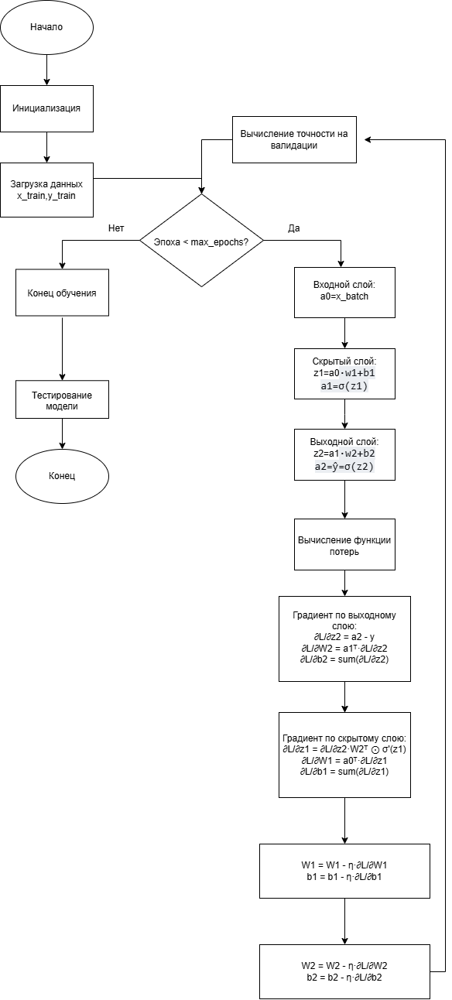 Начало
Инициализация
Загрузка данных
x_train,y_train
Вычисление точности на
валидации
Эпоха < max_epochs?
Нет
Да
Конец обучения
Тестирование
модели
Конец
Входной слой:
a0=x_batch
Скрытый слой:
z1=a0·w1+b1
a1=σ(z1)
Выходной слой:
z2=a1·w2+b2
a2=ŷ=σ(z2)
Вычисление функции
потерь
Градиент по выходному
слою:
∂L/∂z2 = a2 - y
∂L/∂W2 = a1ᵀ·∂L/∂z2
∂L/∂b2 = sum(∂L/∂z2)
Градиент по скрытому слою:
∂L/∂z1 = ∂L/∂z2·W2ᵀ ⊙ σ'(z1)
∂L/∂W1 = a0ᵀ·∂L/∂z1
∂L/∂b1 = sum(∂L/∂z1)
W1 = W1 - η·∂L/∂W1
b1 = b1 - η·∂L/∂b1
W2 = W2 - η·∂L/∂W2
b2 = b2 - η·∂L/∂b2